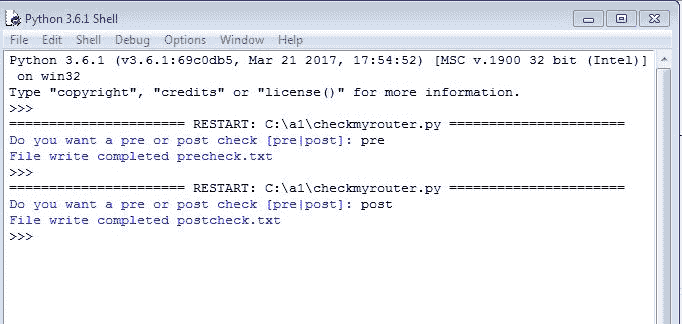 Python 3.6.1 Shell
File Edit Shell Debug Options Window Help
Python 3.6.1 (v3.6.1:69c0db5, Mar 21 2017, 17:54:52) [MSC v.1900 32 bit (Intel)]
on win32
Type "copyright", "credits" or "license()" for more information.
>>>
====================== RESTART: C:\a1\checkmyrouter.py ======================
Do you want a pre or post check [pre|post]: pre
File write completed precheck.txt
>>>
====================== RESTART: C:\a1\checkmyrouter.py ======================
Do you want a pre or post check [pre|post]: post
File write completed postcheck.txt
>>>